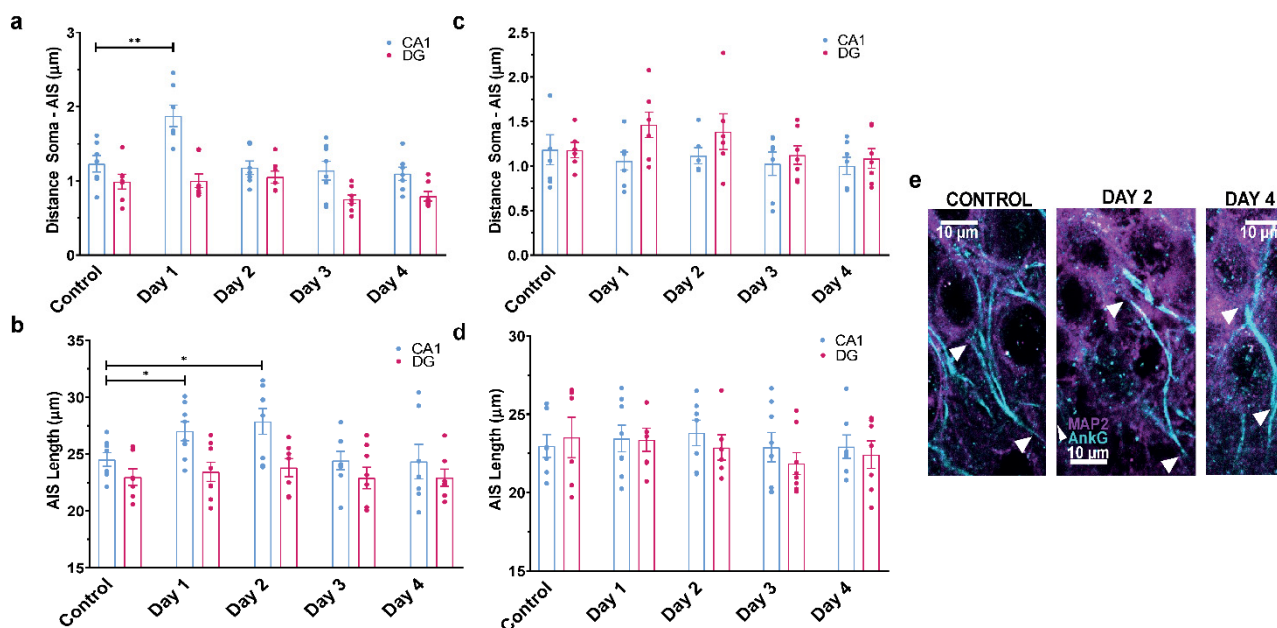 a
Distance Soma - AIS (µm)
3
2
1
0
**
CA1
DG
Control
Day 1
Day 2
Day 3
Day 4
c
Distance Soma - AIS (µm)
2.5
2.0
1.5
1.0
0.5
0.0
CA1
DG
Control
Day 1
Day 2
Day 3
Day 4
b
AIS Length (µm)
35
30
25
20
15
*
*
CA1
DG
Control
Day 1
Day 2
Day 3
Day 4
d
AIS Length (µm)
30
25
20
15
CA1
DG
Control
Day 1
Day 2
Day 3
Day 4
e
CONTROL
10 µm
DAY 2
MAP2
AnkG
10 µm
DAY 4
10 µm